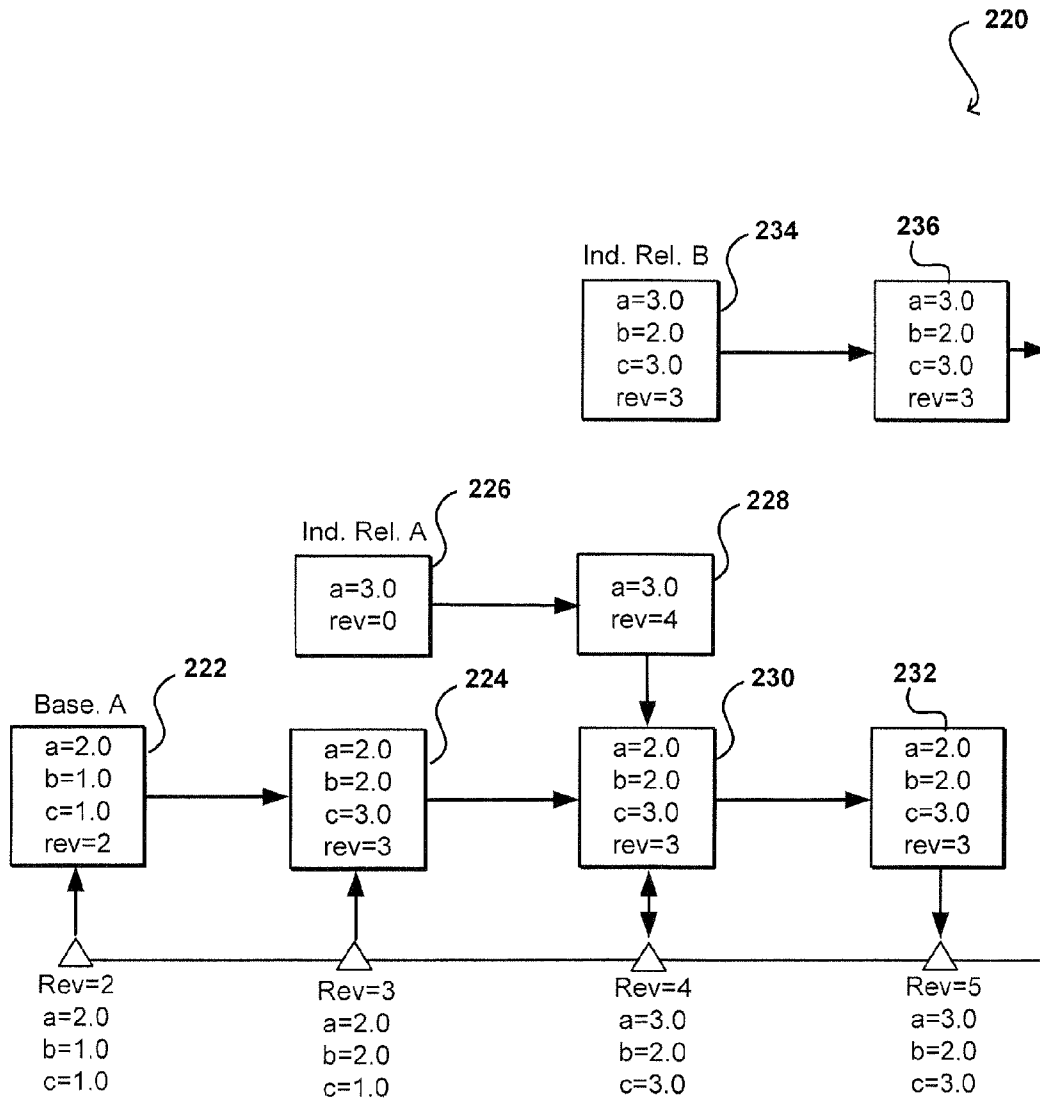 220
234
236
Ind. Rel. B
a=3.0
b=2.0
c=3.0
rev=3
a=3.0
b=2.0
c=3.0
rev=3
226
228
Ind. Rel. A
a=3.0
rev=0
a=3.0
rev=4
222
224
230
232
Base. A
a=2.0
b=1.0
c=1.0
rev=2
a=2.0
b=2.0
c=3.0
rev=3
a=2.0
b=2.0
c=3.0
rev=3
a=2.0
b=2.0
c=3.0
rev=3
Rev=2
a=2.0
b=1.0
c=1.0
Rev=3
a=2.0
b=2.0
c=1.0
Rev=4
a=3.0
b=2.0
c=3.0
Rev=5
a=3.0
b=2.0
c=3.0